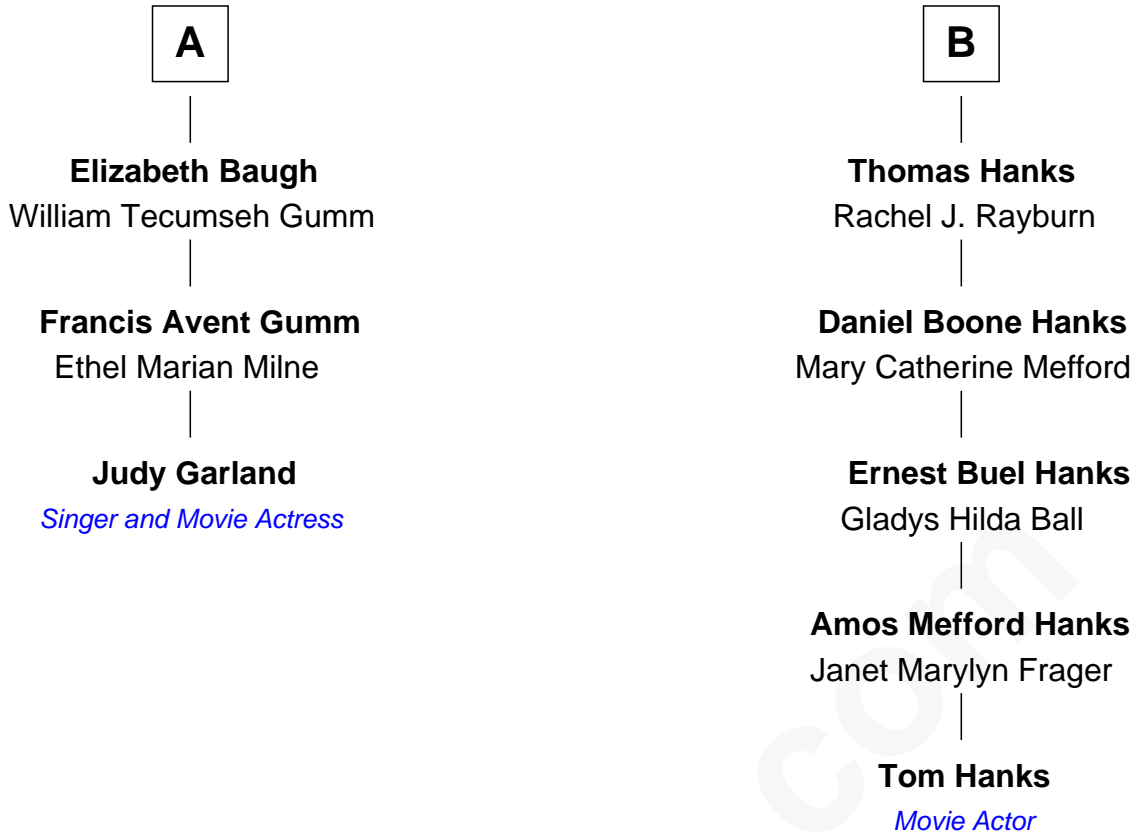 A
Elizabeth Baugh
William Tecumseh Gumm
Francis Avent Gumm
Ethel Marian Milne
Judy Garland
Singer and Movie Actress
B
Thomas Hanks
Rachel J. Rayburn
Daniel Boone Hanks
Mary Catherine Mefford
Ernest Buel Hanks
Gladys Hilda Ball
Amos Mefford Hanks
Janet Marylyn Frager
Tom Hanks
Movie Actor
com